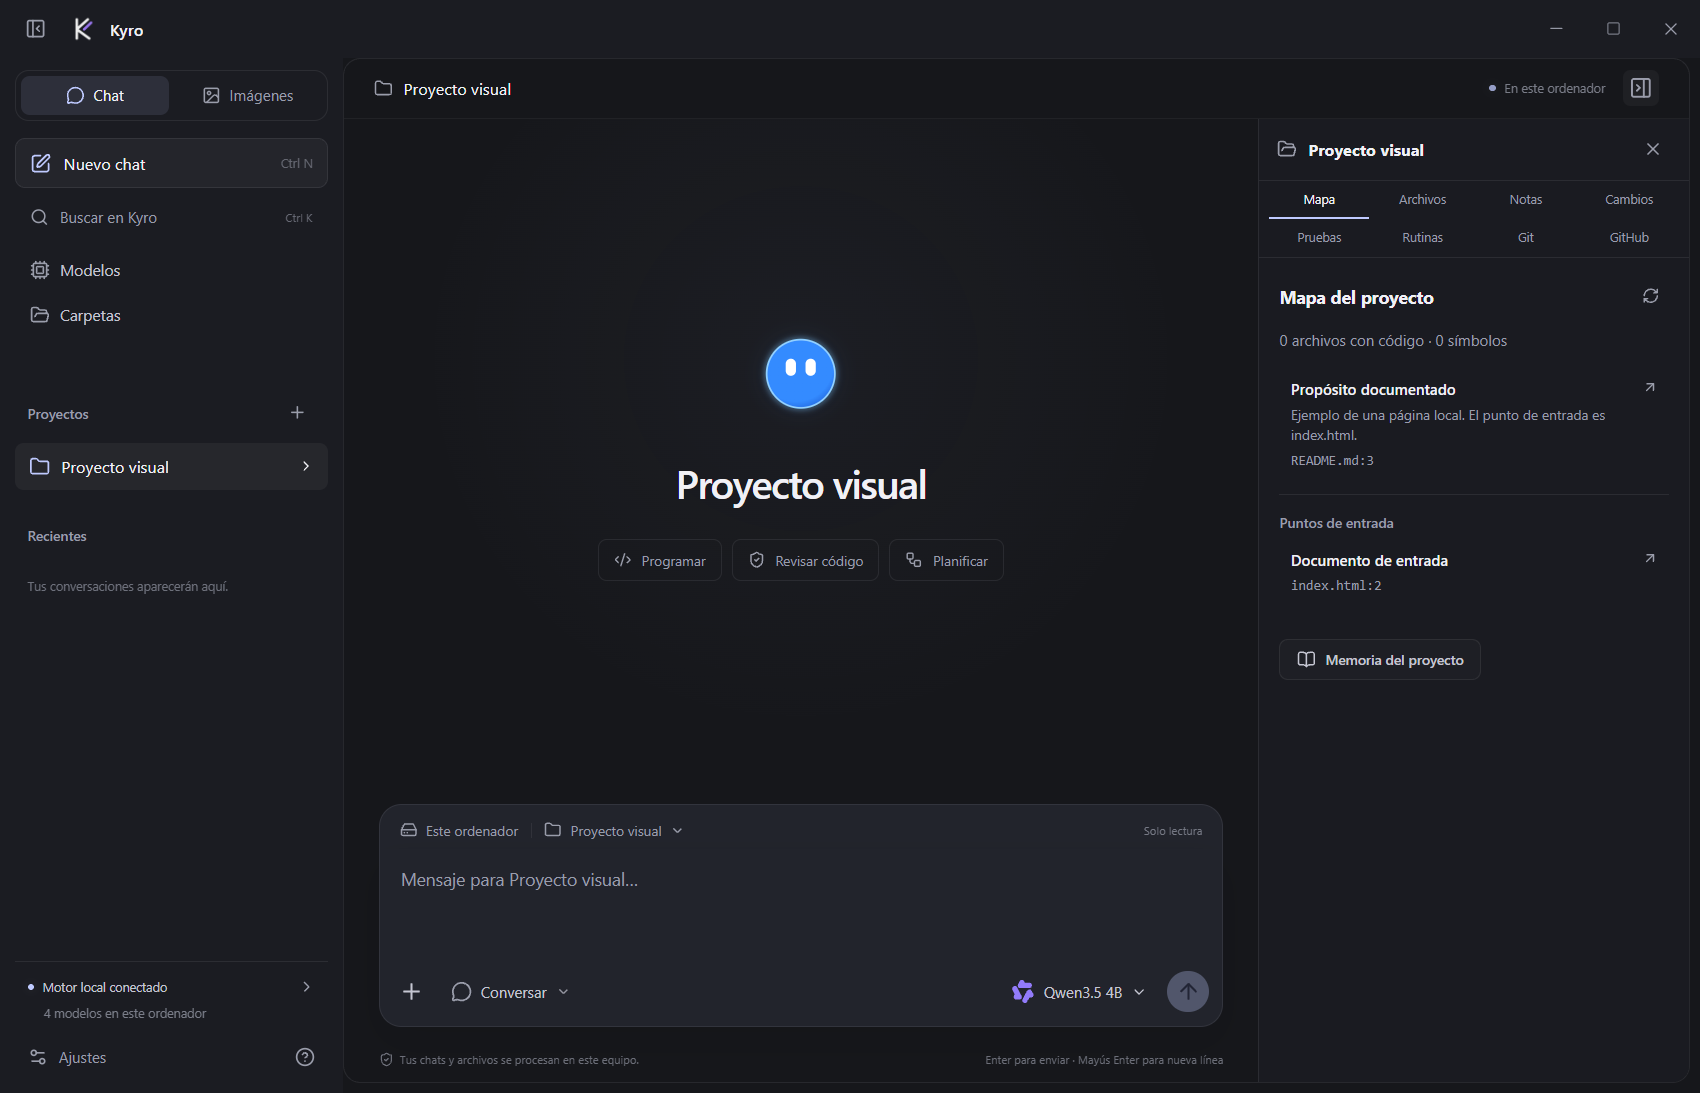 Kyro
Chat
Imágenes
Nuevo chat
Ctrl N
Buscar en Kyro
Ctrl K
Modelos
Carpetas
Proyectos
Proyecto visual
Recientes
Tus conversaciones aparecerán aquí.
Motor local conectado
4 modelos en este ordenador
Ajustes
Proyecto visual
En este ordenador
Proyecto visual
Programar
Revisar código
Planificar
Este ordenador
Proyecto visual
Solo lectura
Mensaje para Proyecto visual...
Conversar
Qwen3.5 4B
Tus chats y archivos se procesan en este equipo.
Enter para enviar · Mayús Enter para nueva línea
Proyecto visual
Mapa
Archivos
Notas
Cambios
Pruebas
Rutinas
Git
GitHub
Mapa del proyecto
0 archivos con código · 0 símbolos
Propósito documentado
Ejemplo de una página local. El punto de entrada es
index.html.
README.md:3
Puntos de entrada
Documento de entrada
index.html:2
Memoria del proyecto